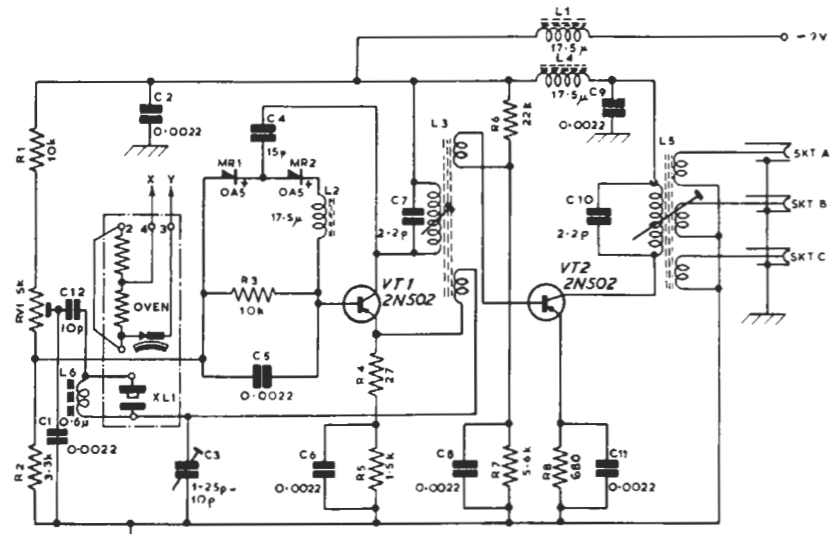 L1
17.5μ
-9V
L4
17.5μ
C9
0.0022
C2
0.0022
C4
15p
R1
10k
MR1
MR2
OA5
OA5
L2
17.5μ
L3
R6
22k
L5
SKT A
SKT B
SKT C
X
Y
2
4
3
C7
2.2p
C10
2.2p
R3
10k
VT1
2N502
VT2
2N502
OVEN
RV1
5k
C12
10p
C5
0.0022
R4
27
L6
0.6μ
XL1
C1
0.0022
R2
3.3k
C3
1.25p-
10p
C6
0.0022
R5
1.5k
C8
0.0022
R7
5.6k
R8
680
C11
0.0022